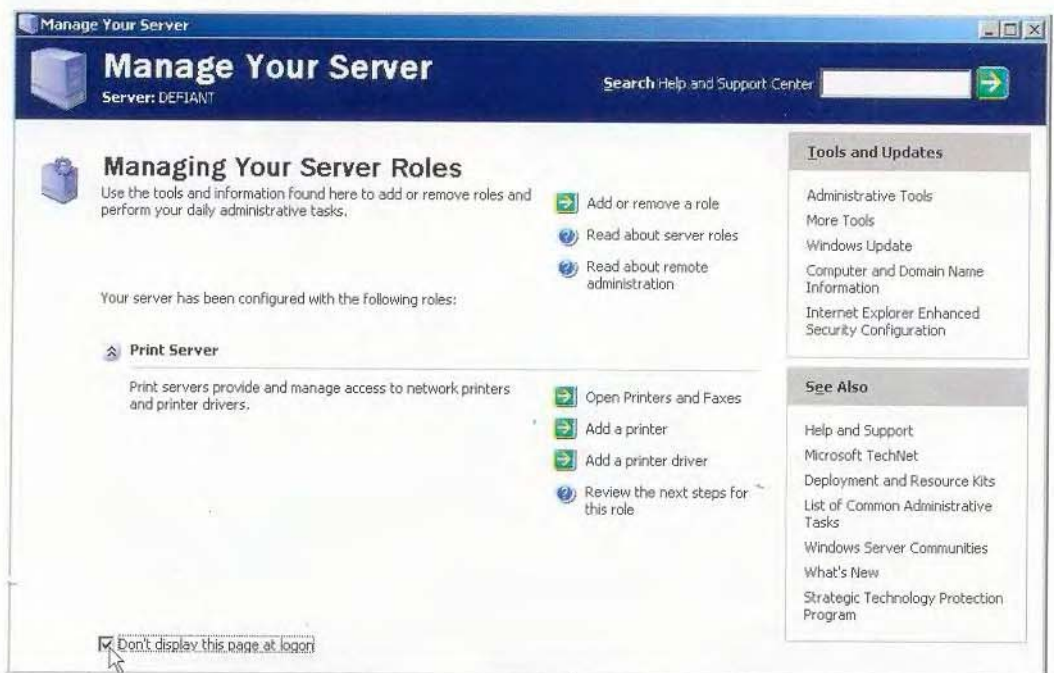 Manage Your Server
Manage Your Server
Server: DEFIANT
Search Help and Support Center
Managing Your Server Roles
Use the tools and information found here to add or remove roles and
perform your daily administrative tasks.
Add or remove a role
Read about server roles
Read about remote
administration
Your server has been configured with the following roles:
Print Server
Print servers provide and manage access to network printers
and printer drivers.
Open Printers and Faxes
Add a printer
Add a printer driver
Review the next steps for
this role
Don't display this page at logon
Tools and Updates
Administrative Tools
More Tools
Windows Update
Computer and Domain Name
Information
Internet Explorer Enhanced
Security Configuration
See Also
Help and Support
Microsoft TechNet
Deployment and Resource Kits
List of Common Administrative
Tasks
Windows Server Communities
What's New
Strategic Technology Protection
Program